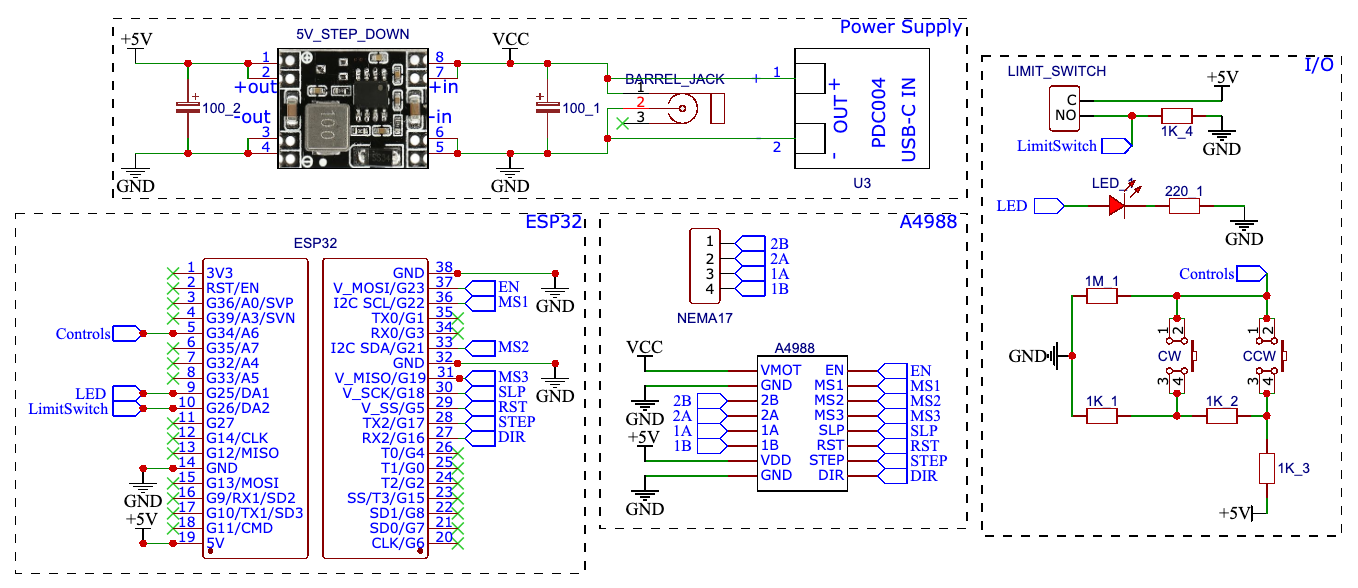 Power Supply
+5V
5V_STEP_DOWN
VCC
1
2
+out
-out
3
4
100_2
+
100
8
7
+in
-in
6
5
100_1
+
BARREL_JACK
1
2
3
1
2
OUT
+
-
PDC004
USB-C IN
U3
GND
GND
I/O
LIMIT_SWITCH
C
NO
+5V
1K_4
GND
LimitSwitch
LED
LED_1
220_1
GND
Controls
1M_1
GND
1
2
CW
3
4
1
2
CCW
3
4
1K_1
1K_2
1K_3
+5V
ESP32
ESP32
1 3V3
2 RST/EN
3 G36/A0/SVP
4 G39/A3/SVN
Controls 5 G34/A6
6 G35/A7
7 G32/A4
8 G33/A5
LED 9 G25/DA1
LimitSwitch 10 G26/DA2
11 G27
12 G14/CLK
13 G12/MISO
14 GND
GND
15 G13/MOSI
16 G9/RX1/SD2
17 G10/TX1/SD3
+5V
18 G11/CMD
19 5V
GND 38
GND
V_MOSI/G23 37 EN
I2C SCL/G22 36 MS1
TX0/G1 35
RX0/G3 34
I2C SDA/G21 33 MS2
GND 32
GND
V_MISO/G19 31 MS3
V_SCK/G18 30 SLP
V_SS/G5 29 RST
TX2/G17 28 STEP
RX2/G16 27 DIR
T0/G4 26
T1/G0 25
T2/G2 24
SS/T3/G15 23
SD1/G8 22
SD0/G7 21
CLK/G6 20
A4988
1 2B
2 2A
3 1A
4 1B
NEMA17
A4988
VCC
GND
+5V
GND
VMOT
GND
2B 2B
2A 2A
1A 1A
1B 1B
VDD
GND
EN EN
MS1 MS1
MS2 MS2
MS3 MS3
SLP SLP
RST RST
STEP STEP
DIR DIR